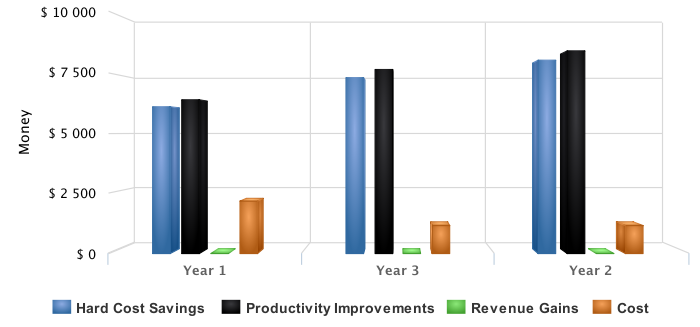 $ 10 000
$ 7 500
$ 5 000
$ 2 500
$ 0
Money
Year 1
Year 3
Year 2
Hard Cost Savings
Productivity Improvements
Revenue Gains
Cost